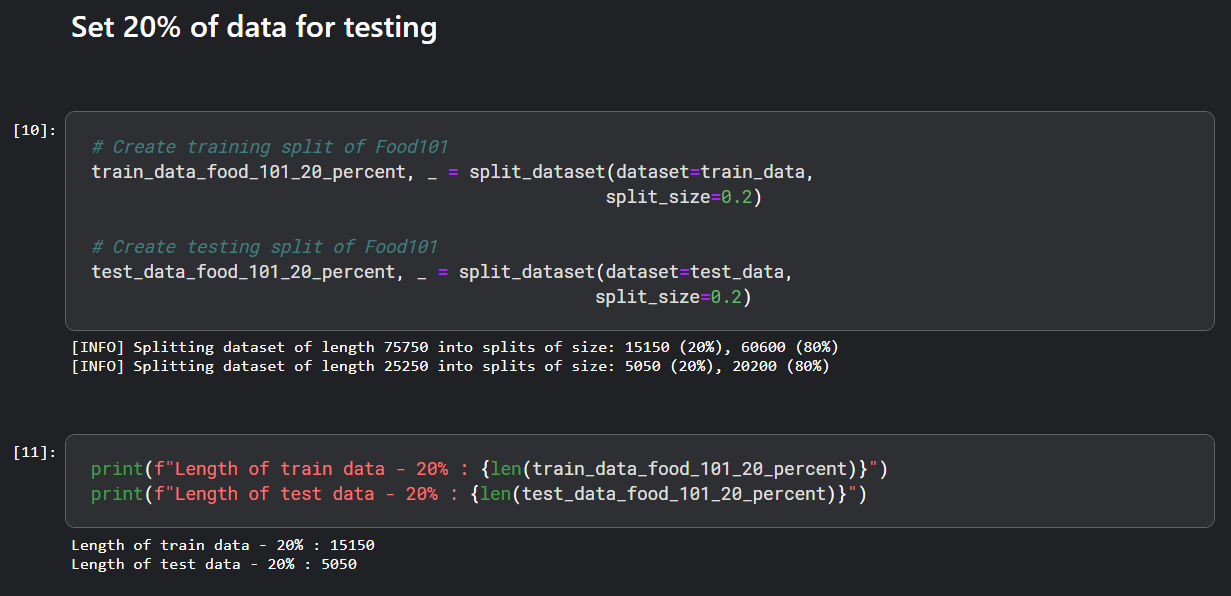 Set 20% of data for testing
[10]:
# Create training split of Food101
train_data_food_101_20_percent, _ = split_dataset(dataset=train_data,
split_size=0.2)
# Create testing split of Food101
test_data_food_101_20_percent, _ = split_dataset(dataset=test_data,
split_size=0.2)
[INFO] Splitting dataset of length 75750 into splits of size: 15150 (20%), 60600 (80%)
[INFO] Splitting dataset of length 25250 into splits of size: 5050 (20%), 20200 (80%)
[11]:
print(f"Length of train data - 20% : {len(train_data_food_101_20_percent)}")
print(f"Length of test data - 20% : {len(test_data_food_101_20_percent)}")
Length of train data - 20% : 15150
Length of test data - 20% : 5050